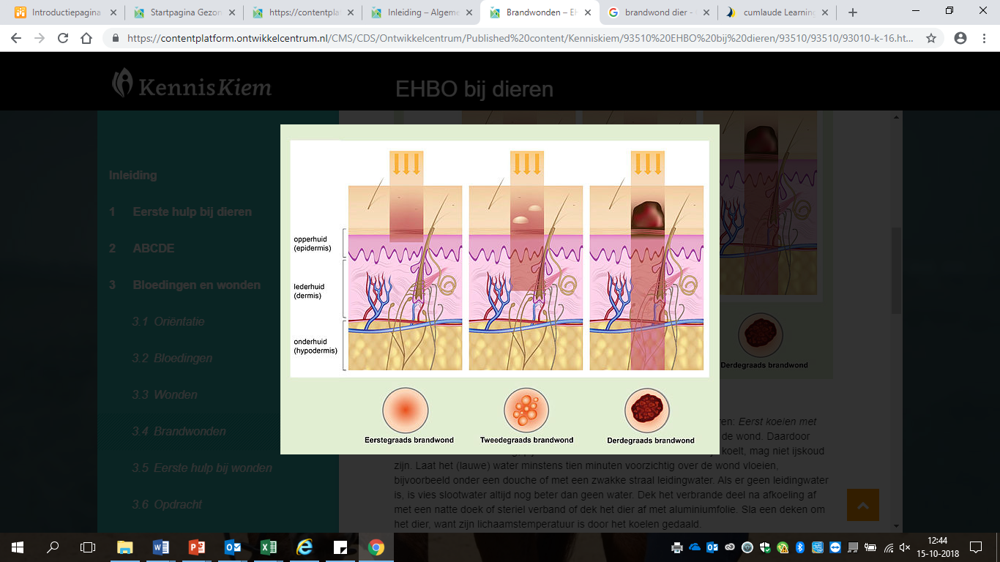 Introductiepagina
Startpagina Gezon
https://contentplat
Inleiding – Algeme
Brandwonden – EH
brandwond dier -
cumlaude Learning
https://contentplatform.ontwikkelcentrum.nl/CMS/CDS/Ontwikkelcentrum/Published%20content/Kenniskiem/93510%20EHBO%20bij%20dieren/93510/93510/93010-k-16.ht...
KennisKiem
EHBO bij dieren
Inleiding
1 Eerste hulp bij dieren
2 ABCDE
3 Bloedingen en wonden
3.1 Oriëntatie
3.2 Bloedingen
3.3 Wonden
3.4 Brandwonden
3.5 Eerste hulp bij wonden
3.6 Opdracht
opperhuid
(epidermis)
lederhuid
(dermis)
onderhuid
(hypodermis)
Eerstegraads brandwond
Tweedegraads brandwond
Derdegraads brandwond
Derdegraads brandwond
ren: Eerst koelen met
de wond. Daardoor
koelt, mag niet ijskoud
zijn. Laat het (lauwe) water minstens tien minuten voorzichtig over de wond vloeien,
bijvoorbeeld onder een douche of met een zwakke straal leidingwater. Als er geen leidingwater
is, is vies slootwater altijd nog beter dan geen water. Dek het verbrande deel na afkoeling af
met een natte doek of steriel verband of dek het dier af met aluminiumfolie. Sla een deken om
het dier, want zijn lichaamstemperatuur is door het koelen gedaald.
12:44
15-10-2018